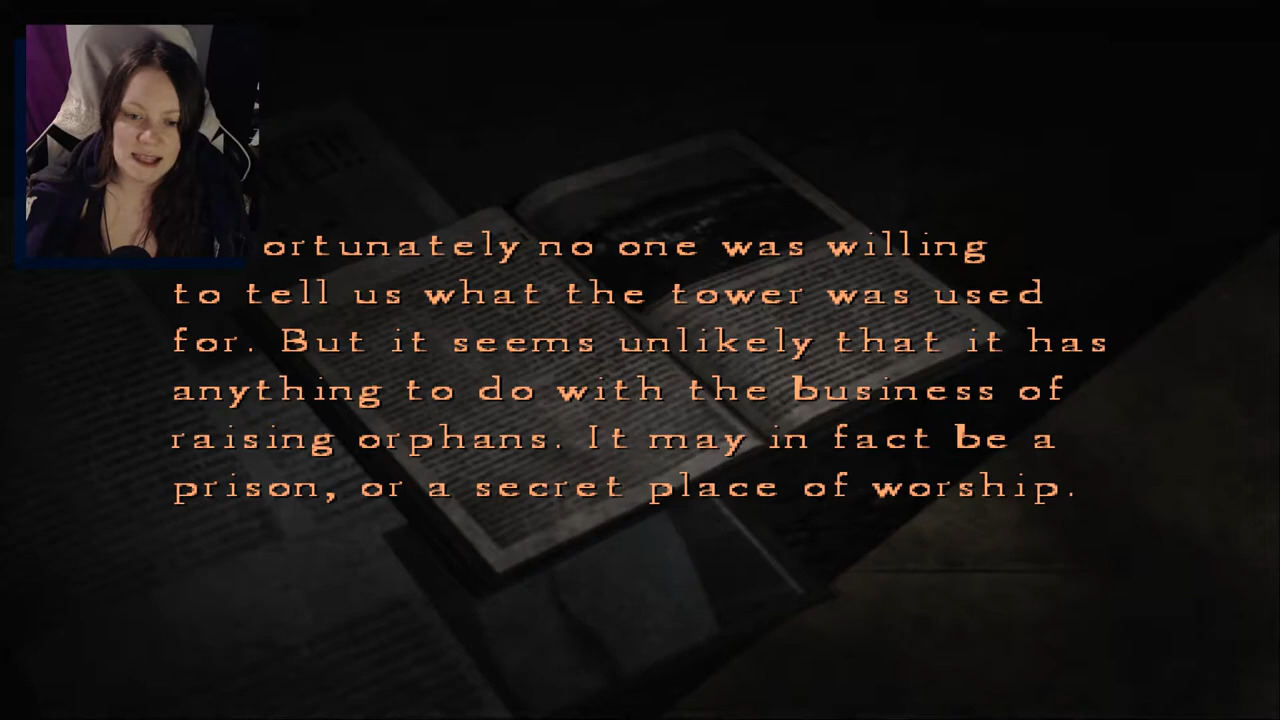 ortunately no one was willing
to tell us what the tower was used
for. But it seems unlikely that it has
anything to do with the business of
raising orphans. It may in fact be a
prison, or a secret place of worship.